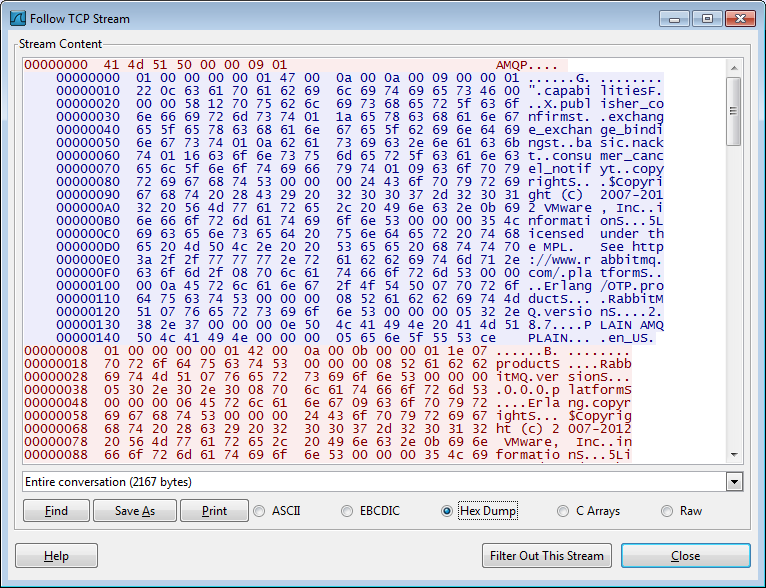 Follow TCP Stream
Stream Content
00000000  41 4d 51 50 00 00 09 01                           AMQP....
00000000  01 00 00 00 00 01 47 00  0a 00 0a 00 09 00 00 01 ......G. ........
00000010  22 0c 63 61 70 61 62 69  6c 69 74 69 65 73 46 00 ".capabi litiesF.
00000020  00 00 58 12 70 75 62 6c  69 73 68 65 72 5f 63 6f ..X.publ isher_co
00000030  6e 66 69 72 6d 73 74 01  1a 65 78 63 68 61 6e 67 nfirmst. .exchang
00000040  65 5f 65 78 63 68 61 6e  67 65 5f 62 69 6e 64 69 e_exchan ge_bindi
00000050  6e 67 73 74 01 0a 62 61  73 69 63 2e 6e 61 63 6b ngst..ba sic.nack
00000060  74 01 16 63 6f 6e 73 75  6d 65 72 5f 63 61 6e 63 t..consu mer_canc
00000070  65 6c 5f 6e 6f 74 69 66  79 74 01 09 63 6f 70 79 el_notif yt..copy
00000080  72 69 67 68 74 53 00 00  00 24 43 6f 70 79 72 69 rightS.. .$Copyri
00000090  67 68 74 20 28 43 29 20  32 30 30 37 2d 32 30 31 ght (C)  2007-201
000000A0  32 20 56 4d 77 61 72 65  2c 20 49 6e 63 2e 0b 69 2 VMware , Inc..i
000000B0  6e 66 6f 72 6d 61 74 69  6f 6e 53 00 00 00 35 4c nformati onS...5L
000000C0  69 63 65 6e 73 65 64 20  75 6e 64 65 72 20 74 68 icensed  under th
000000D0  65 20 4d 50 4c 2e 20 20  53 65 65 20 68 74 74 70 e MPL.   See http
000000E0  3a 2f 2f 77 77 77 2e 72  61 62 62 69 74 6d 71 2e ://www.r abbitmq.
000000F0  63 6f 6d 2f 08 70 6c 61  74 66 6f 72 6d 53 00 00 com/.pla tformS..
00000100  00 0a 45 72 6c 61 6e 67  2f 4f 54 50 07 70 72 6f ..Erlang /OTP.pro
00000110  64 75 63 74 53 00 00 00  08 52 61 62 62 69 74 4d ductS... .RabbitM
00000120  51 07 76 65 72 73 69 6f  6e 53 00 00 00 05 32 2e Q.versio nS....2.
00000130  38 2e 37 00 00 00 0e 50  4c 41 49 4e 20 41 4d 51 8.7....P LAIN AMQ
00000140  50 4c 41 49 4e 00 00 00  05 65 6e 5f 55 53 ce    PLAIN... .en_US.
00000008  01 00 00 00 00 01 42 00  0a 00 0b 00 00 01 1e 07 ......B. ........
00000018  70 72 6f 64 75 63 74 53  00 00 00 08 52 61 62 62 productS ....Rabb
00000028  69 74 4d 51 07 76 65 72  73 69 6f 6e 53 00 00 00 itMQ.ver sionS...
00000038  05 30 2e 30 2e 30 08 70  6c 61 74 66 6f 72 6d 53 .0.0.0.p latformS
00000048  00 00 00 06 45 72 6c 61  6e 67 09 63 6f 70 79 72 ....Erla ng.copyr
00000058  69 67 68 74 53 00 00 00  24 43 6f 70 79 72 69 67 ightS... $Copyrig
00000068  68 74 20 28 63 29 20 32  30 30 37 2d 32 30 31 32 ht (c) 2 007-2012
00000078  20 56 4d 77 61 72 65 2c  20 49 6e 63 2e 0b 69 6e  VMware,  Inc..in
00000088  66 6f 72 6d 61 74 69 6f  6e 53 00 00 00 35 4c 69 formatio nS...5Li
Entire conversation (2167 bytes)
Find Save As Print ASCII EBCDIC Hex Dump C Arrays Raw
Help Filter Out This Stream Close